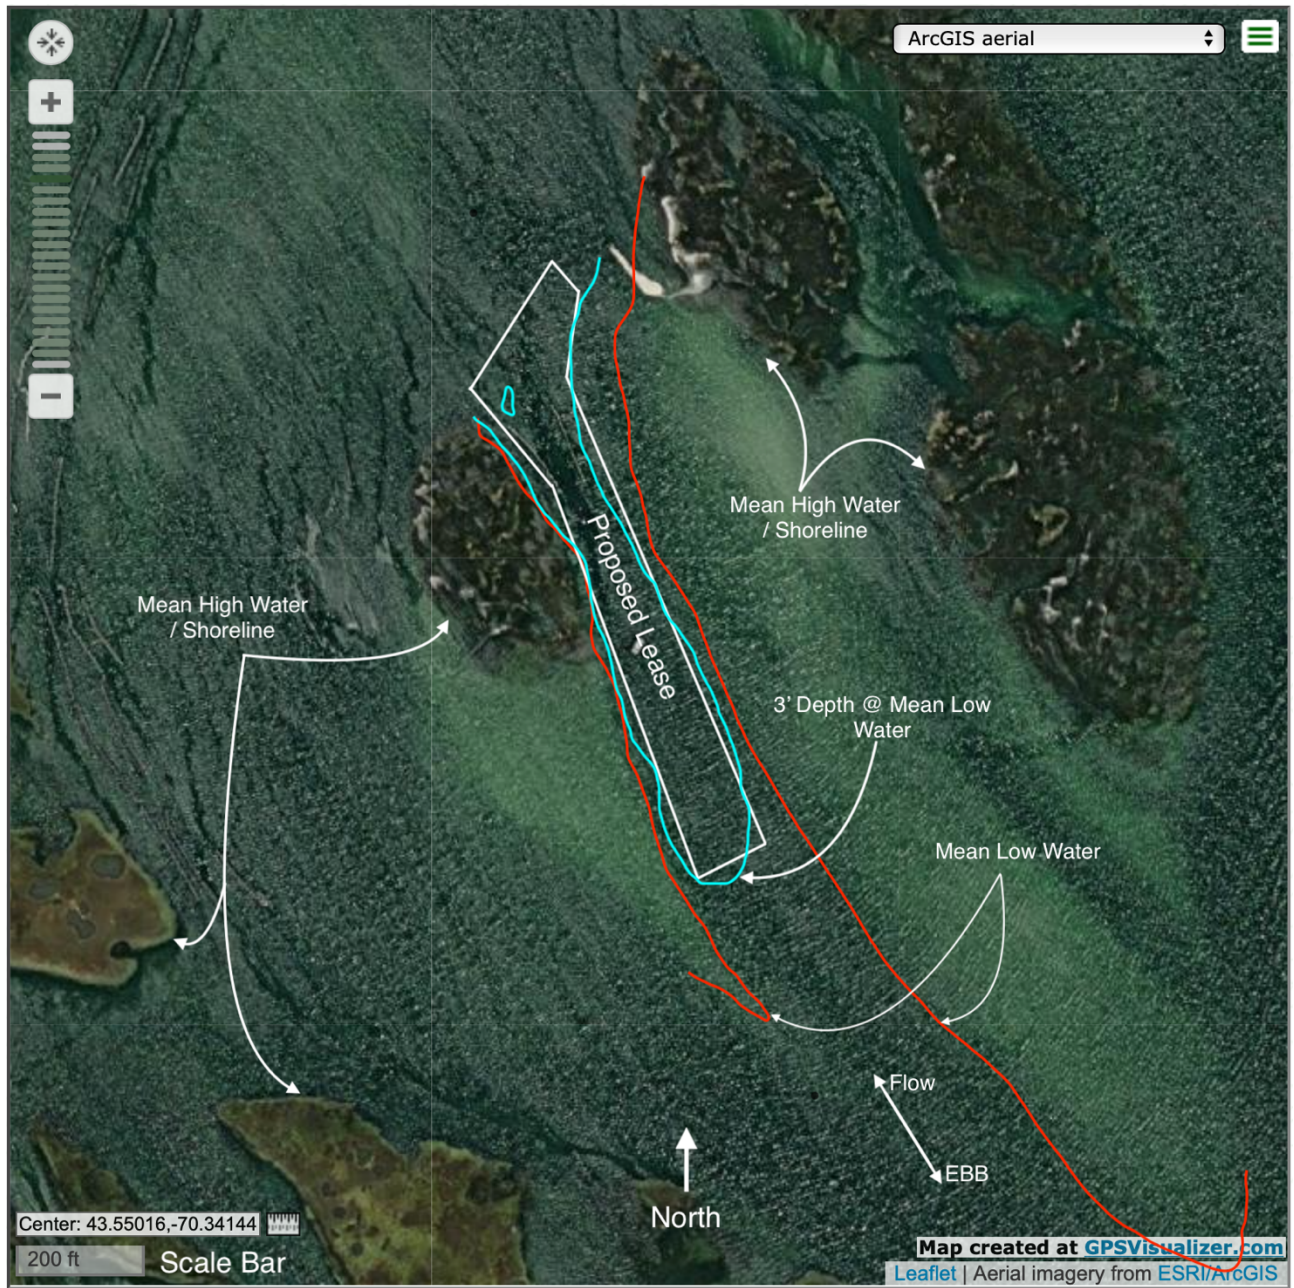 ArcGIS aerial
+
−
Mean High Water
/ Shoreline
Proposed Lease
Mean High Water
/ Shoreline
3' Depth @ Mean Low
Water
Mean Low Water
Flow
EBB
North
Center: 43.55016,-70.34144
200 ft
Scale Bar
Map created at GPSVisualizer.com
Leaflet | Aerial imagery from ESRI/ArcGIS